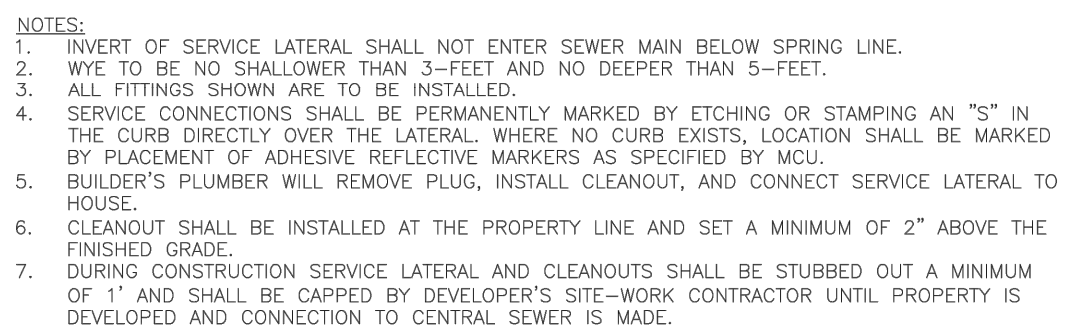 NOTES:
1. INVERT OF SERVICE LATERAL SHALL NOT ENTER SEWER MAIN BELOW SPRING LINE.
2. WYE TO BE NO SHALLOWER THAN 3-FEET AND NO DEEPER THAN 5-FEET.
3. ALL FITTINGS SHOWN ARE TO BE INSTALLED.
4. SERVICE CONNECTIONS SHALL BE PERMANENTLY MARKED BY ETCHING OR STAMPING AN "S" IN
THE CURB DIRECTLY OVER THE LATERAL. WHERE NO CURB EXISTS, LOCATION SHALL BE MARKED
BY PLACEMENT OF ADHESIVE REFLECTIVE MARKERS AS SPECIFIED BY MCU.
5. BUILDER'S PLUMBER WILL REMOVE PLUG, INSTALL CLEANOUT, AND CONNECT SERVICE LATERAL TO
HOUSE.
6. CLEANOUT SHALL BE INSTALLED AT THE PROPERTY LINE AND SET A MINIMUM OF 2" ABOVE THE
FINISHED GRADE.
7. DURING CONSTRUCTION SERVICE LATERAL AND CLEANOUTS SHALL BE STUBBED OUT A MINIMUM
OF 1' AND SHALL BE CAPPED BY DEVELOPER'S SITE-WORK CONTRACTOR UNTIL PROPERTY IS
DEVELOPED AND CONNECTION TO CENTRAL SEWER IS MADE.